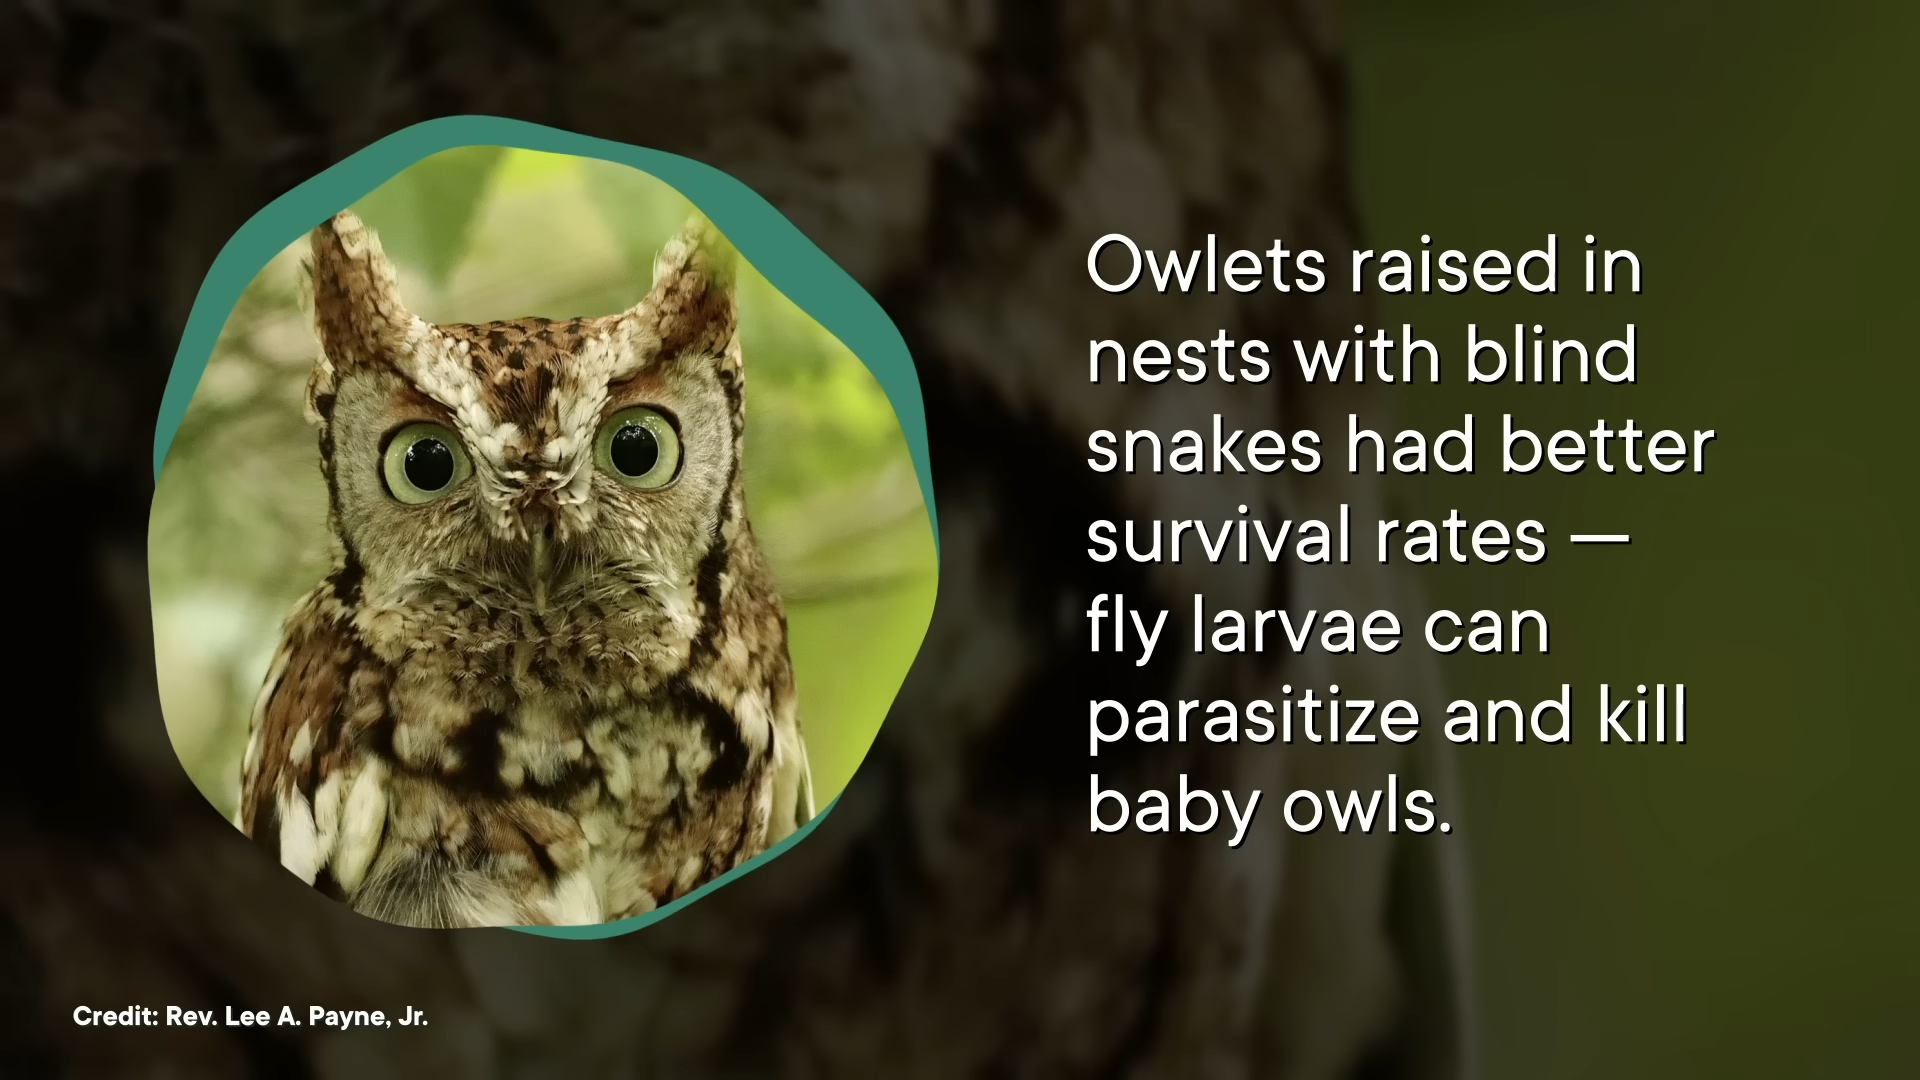 Owlets raised in
nests with blind
snakes had better
survival rates —
fly larvae can
parasitize and kill
baby owls.
Credit: Rev. Lee A. Payne, Jr.